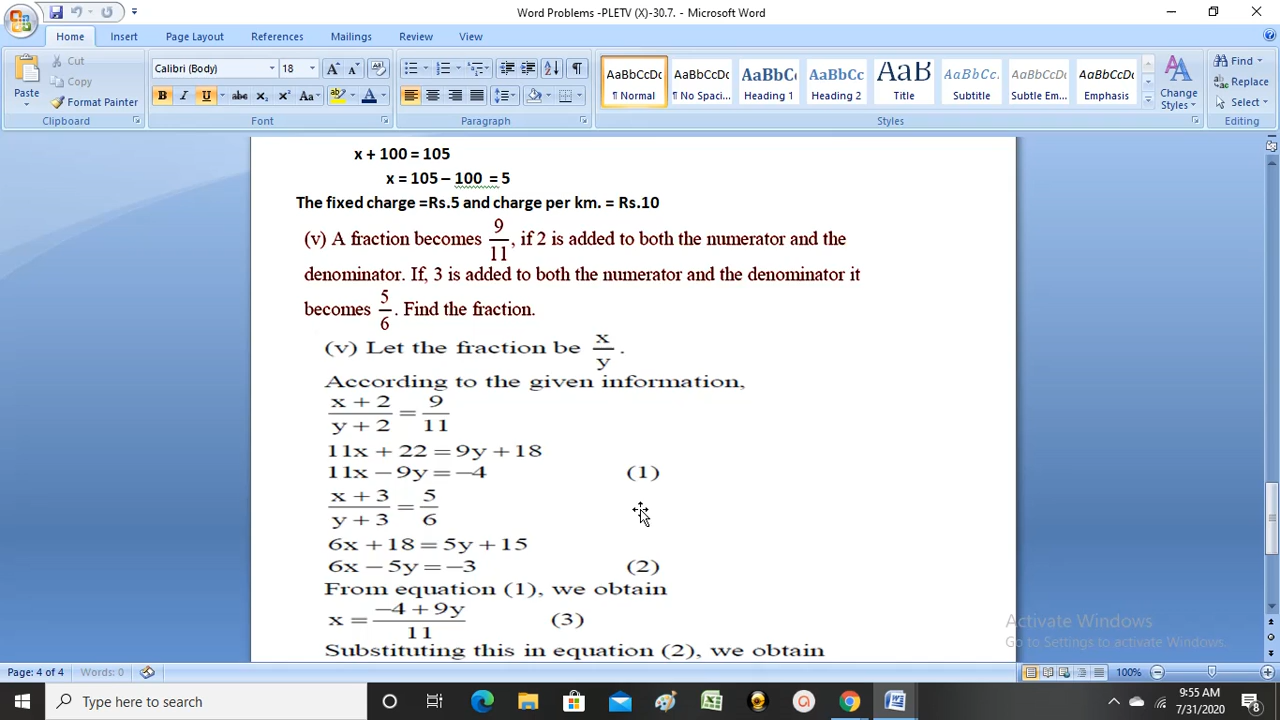 Word Problems -PLETV (X)-30.7. - Microsoft Word
Home Insert Page Layout References Mailings Review View
Paste
Cut
Copy
Format Painter
Clipboard
Calibri (Body) 18
B I U abc x₂ x² Aa
Font
Paragraph
AaBbCcDc AaBbCcDc AaBbCc AaBbCc AaB AaBbCcL AaBbCcDc AaBbCcDc
¶ Normal ¶ No Spaci... Heading 1 Heading 2 Title Subtitle Subtle Em... Emphasis
Change Styles
Styles
Find
Replace
Select
Editing
x + 100 = 105
x = 105 – 100 = 5
The fixed charge =Rs.5 and charge per km. = Rs.10
(v) A fraction becomes 9/11, if 2 is added to both the numerator and the
denominator. If, 3 is added to both the numerator and the denominator it
becomes 5/6. Find the fraction.
(v) Let the fraction be x/y.
According to the given information,
(x + 2)/(y + 2) = 9/11
11x + 22 = 9y + 18
11x − 9y = −4 (1)
(x + 3)/(y + 3) = 5/6
6x + 18 = 5y + 15
6x − 5y = −3 (2)
From equation (1), we obtain
x = (−4 + 9y)/11 (3)
Substituting this in equation (2), we obtain
Activate Windows
Go to Settings to activate Windows.
Page: 4 of 4 Words: 0 100%
Type here to search
9:55 AM
7/31/2020
8